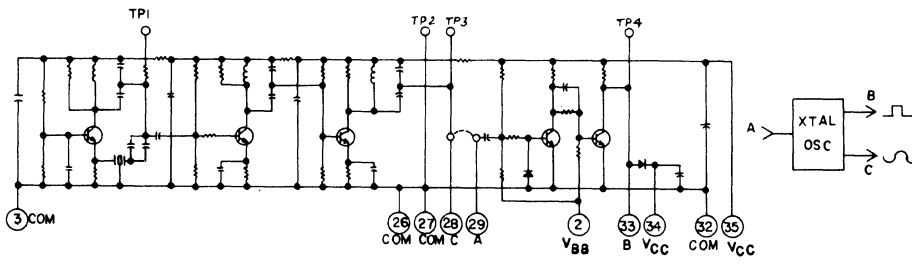 TP1
TP2 TP3
TP4
3 COM
26 27 28 29
COM COM C A
2
VBB
33 34
B VCC
32 35
COM VCC
A
XTAL
OSC
B
C